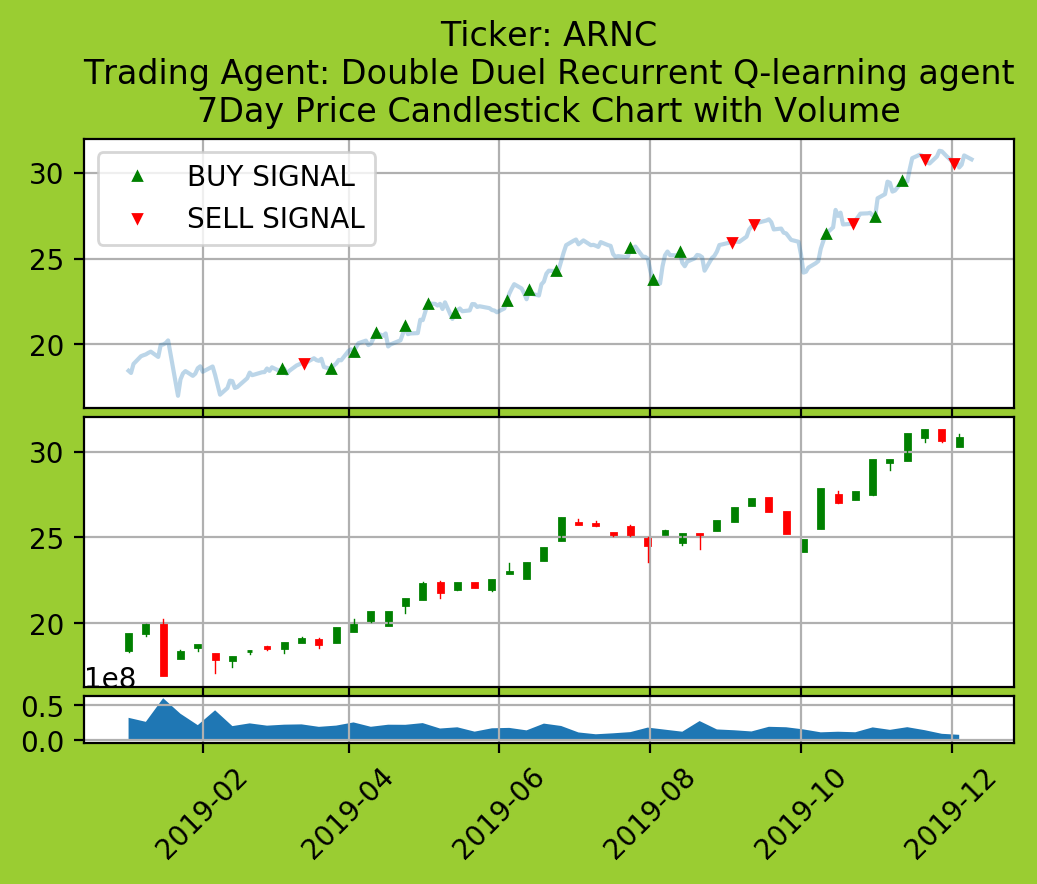 Ticker: ARNC
Trading Agent: Double Duel Recurrent Q-learning agent
7Day Price Candlestick Chart with Volume
30
25
20
BUY SIGNAL
SELL SIGNAL
30
25
20
1e8
0.5
0.0
2019-02
2019-04
2019-06
2019-08
2019-10
2019-12